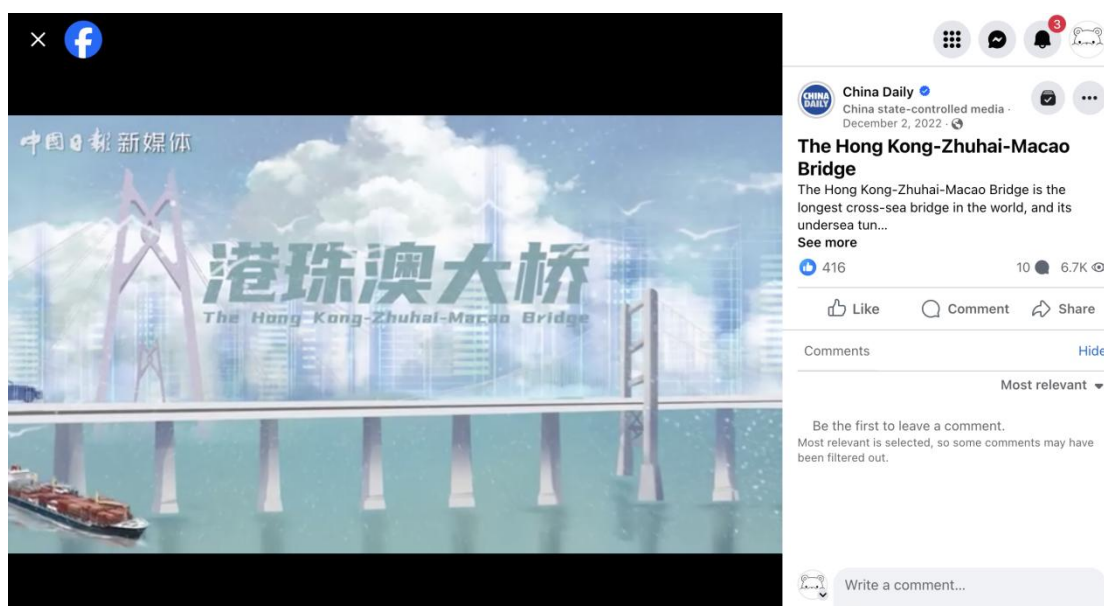 中国日报 新媒体
港珠澳大桥
The Hong Kong-Zhuhai-Macao Bridge
3
CHINA DAILY
China Daily
China state-controlled media ·
December 2, 2022 ·
The Hong Kong-Zhuhai-Macao
Bridge
The Hong Kong-Zhuhai-Macao Bridge is the
longest cross-sea bridge in the world, and its
undersea tun...
See more
416
10 6.7K
Like Comment Share
Comments Hide
Most relevant
Be the first to leave a comment.
Most relevant is selected, so some comments may have
been filtered out.
Write a comment...